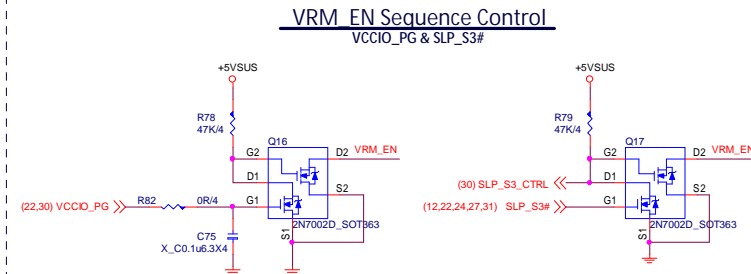 VRM_EN Sequence Control
VCCIO_PG & SLP_S3#
+5VSUS
+5VSUS
R78
47K/4
Q16
G2
D2
VRM_EN
D1
S2
(22,30) VCCIO_PG
R82
0R/4
G1
S1
2N7002D_SOT363
C75
X_C0.1u6.3X4
R79
47K/4
Q17
G2
D2
VRM_EN
(30) SLP_S3_CTRL
D1
S2
(12,22,24,27,31) SLP_S3#
G1
S1
2N7002D_SOT363